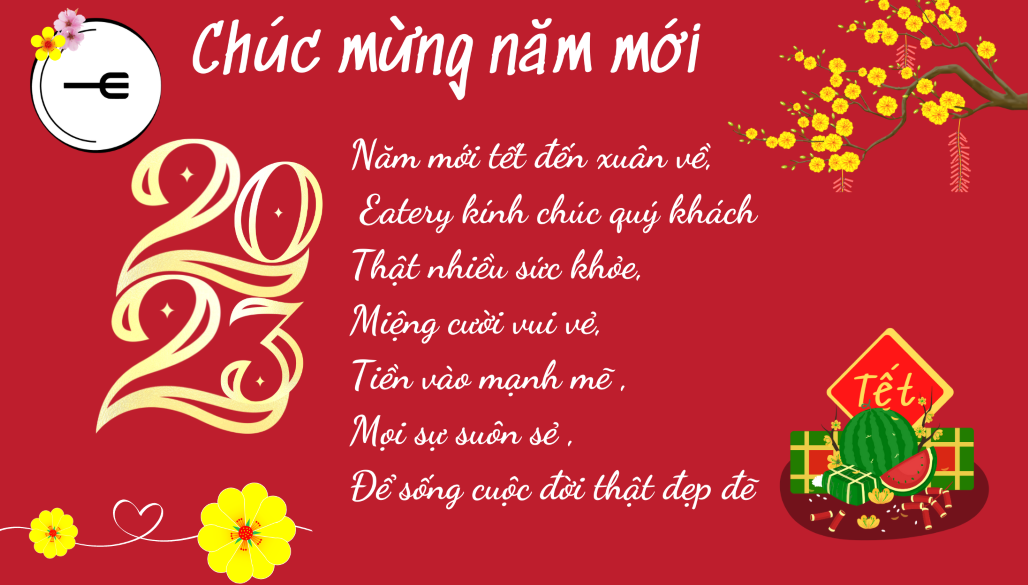 Chúc mừng năm mới
20
23
Năm mới tết đến xuân về,
Eatery kính chúc quý khách
Thật nhiều sức khỏe,
Miệng cười vui vẻ,
Tiền vào mạnh mẽ ,
Mọi sự suôn sẻ ,
Để sống cuộc đời thật đẹp đẽ
Tết